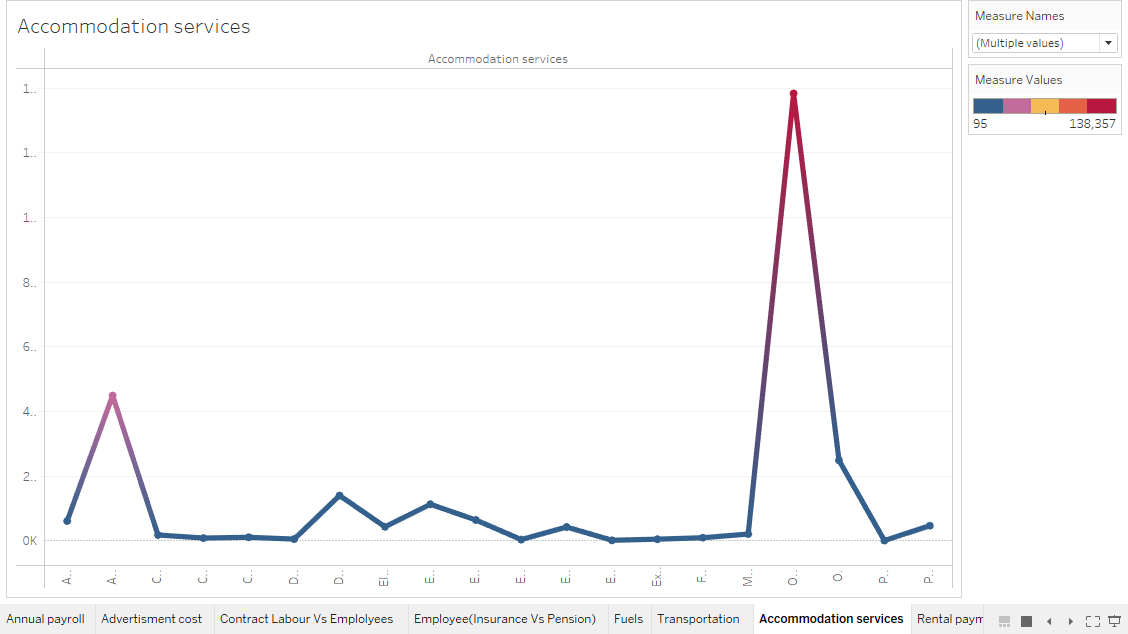 Accommodation services
Measure Names
(Multiple values)
Measure Values
95 138,357
Accommodation services
1..
1..
1..
8..
6..
4..
2..
0K
A.. A.. C.. C.. C.. D.. D.. El.. E.. E.. E.. E.. E.. Ex.. F.. M.. O.. O.. P.. P..
Annual payroll Advertisment cost Contract Labour Vs Emplolyees Employee(Insurance Vs Pension) Fuels Transportation Accommodation services Rental paym